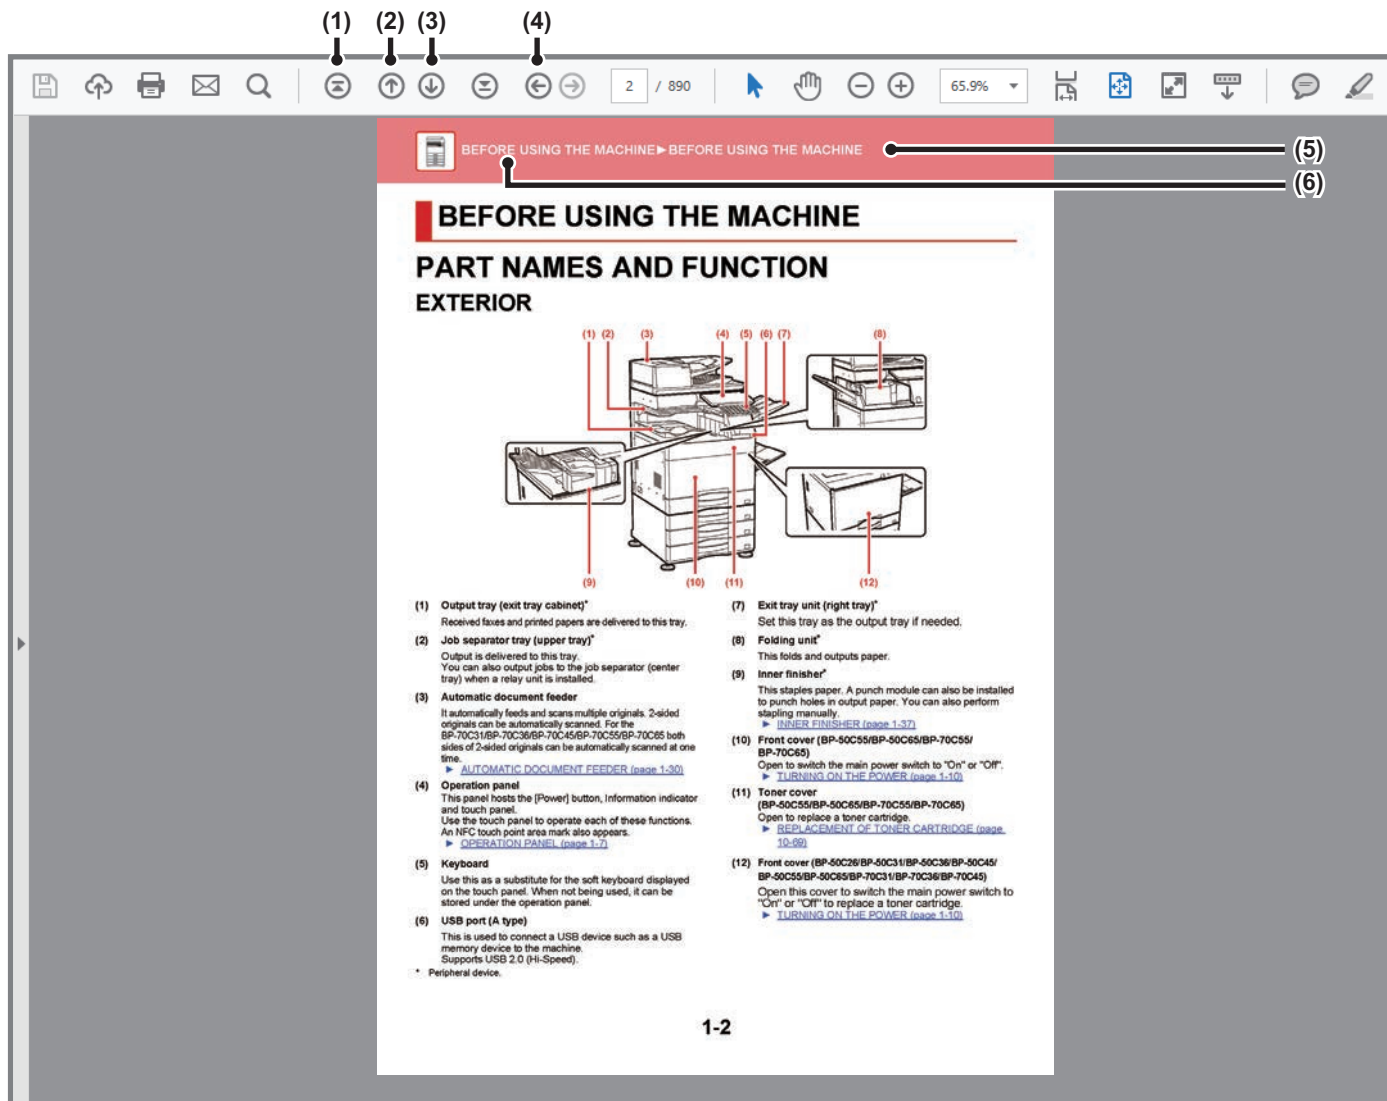 (1) (2) (3) (4)
2 / 890 65.9%
BEFORE USING THE MACHINE►BEFORE USING THE MACHINE (5)
(6)
BEFORE USING THE MACHINE
PART NAMES AND FUNCTION
EXTERIOR
(1) (2) (3) (4) (5) (6) (7) (8)
(9) (10) (11) (12)
(1) Output tray (exit tray cabinet)*
Received faxes and printed papers are delivered to this tray.
(2) Job separator tray (upper tray)*
Output is delivered to this tray.
You can also output jobs to the job separator (center
tray) when a relay unit is installed.
(3) Automatic document feeder
It automatically feeds and scans multiple originals. 2-sided
originals can be automatically scanned. For the
BP-70C31/BP-70C36/BP-70C45/BP-70C55/BP-70C65 both
sides of 2-sided originals can be automatically scanned at one
time.
► AUTOMATIC DOCUMENT FEEDER (page 1-30)
(4) Operation panel
This panel hosts the [Power] button, Information indicator
and touch panel.
Use the touch panel to operate each of these functions.
An NFC touch point area mark also appears.
► OPERATION PANEL (page 1-7)
(5) Keyboard
Use this as a substitute for the soft keyboard displayed
on the touch panel. When not being used, it can be
stored under the operation panel.
(6) USB port (A type)
This is used to connect a USB device such as a USB
memory device to the machine.
Supports USB 2.0 (Hi-Speed).
* Peripheral device.
(7) Exit tray unit (right tray)*
Set this tray as the output tray if needed.
(8) Folding unit*
This folds and outputs paper.
(9) Inner finisher*
This staples paper. A punch module can also be installed
to punch holes in output paper. You can also perform
stapling manually.
► INNER FINISHER (page 1-37)
(10) Front cover (BP-50C55/BP-50C65/BP-70C55/
BP-70C65)
Open to switch the main power switch to "On" or "Off".
► TURNING ON THE POWER (page 1-10)
(11) Toner cover
(BP-50C55/BP-50C65/BP-70C55/BP-70C65)
Open to replace a toner cartridge.
► REPLACEMENT OF TONER CARTRIDGE (page
10-69)
(12) Front cover (BP-50C26/BP-50C31/BP-50C36/BP-50C45/
BP-50C55/BP-50C65/BP-70C31/BP-70C36/BP-70C45)
Open this cover to switch the main power switch to
"On" or "Off" to replace a toner cartridge.
► TURNING ON THE POWER (page 1-10)
1-2